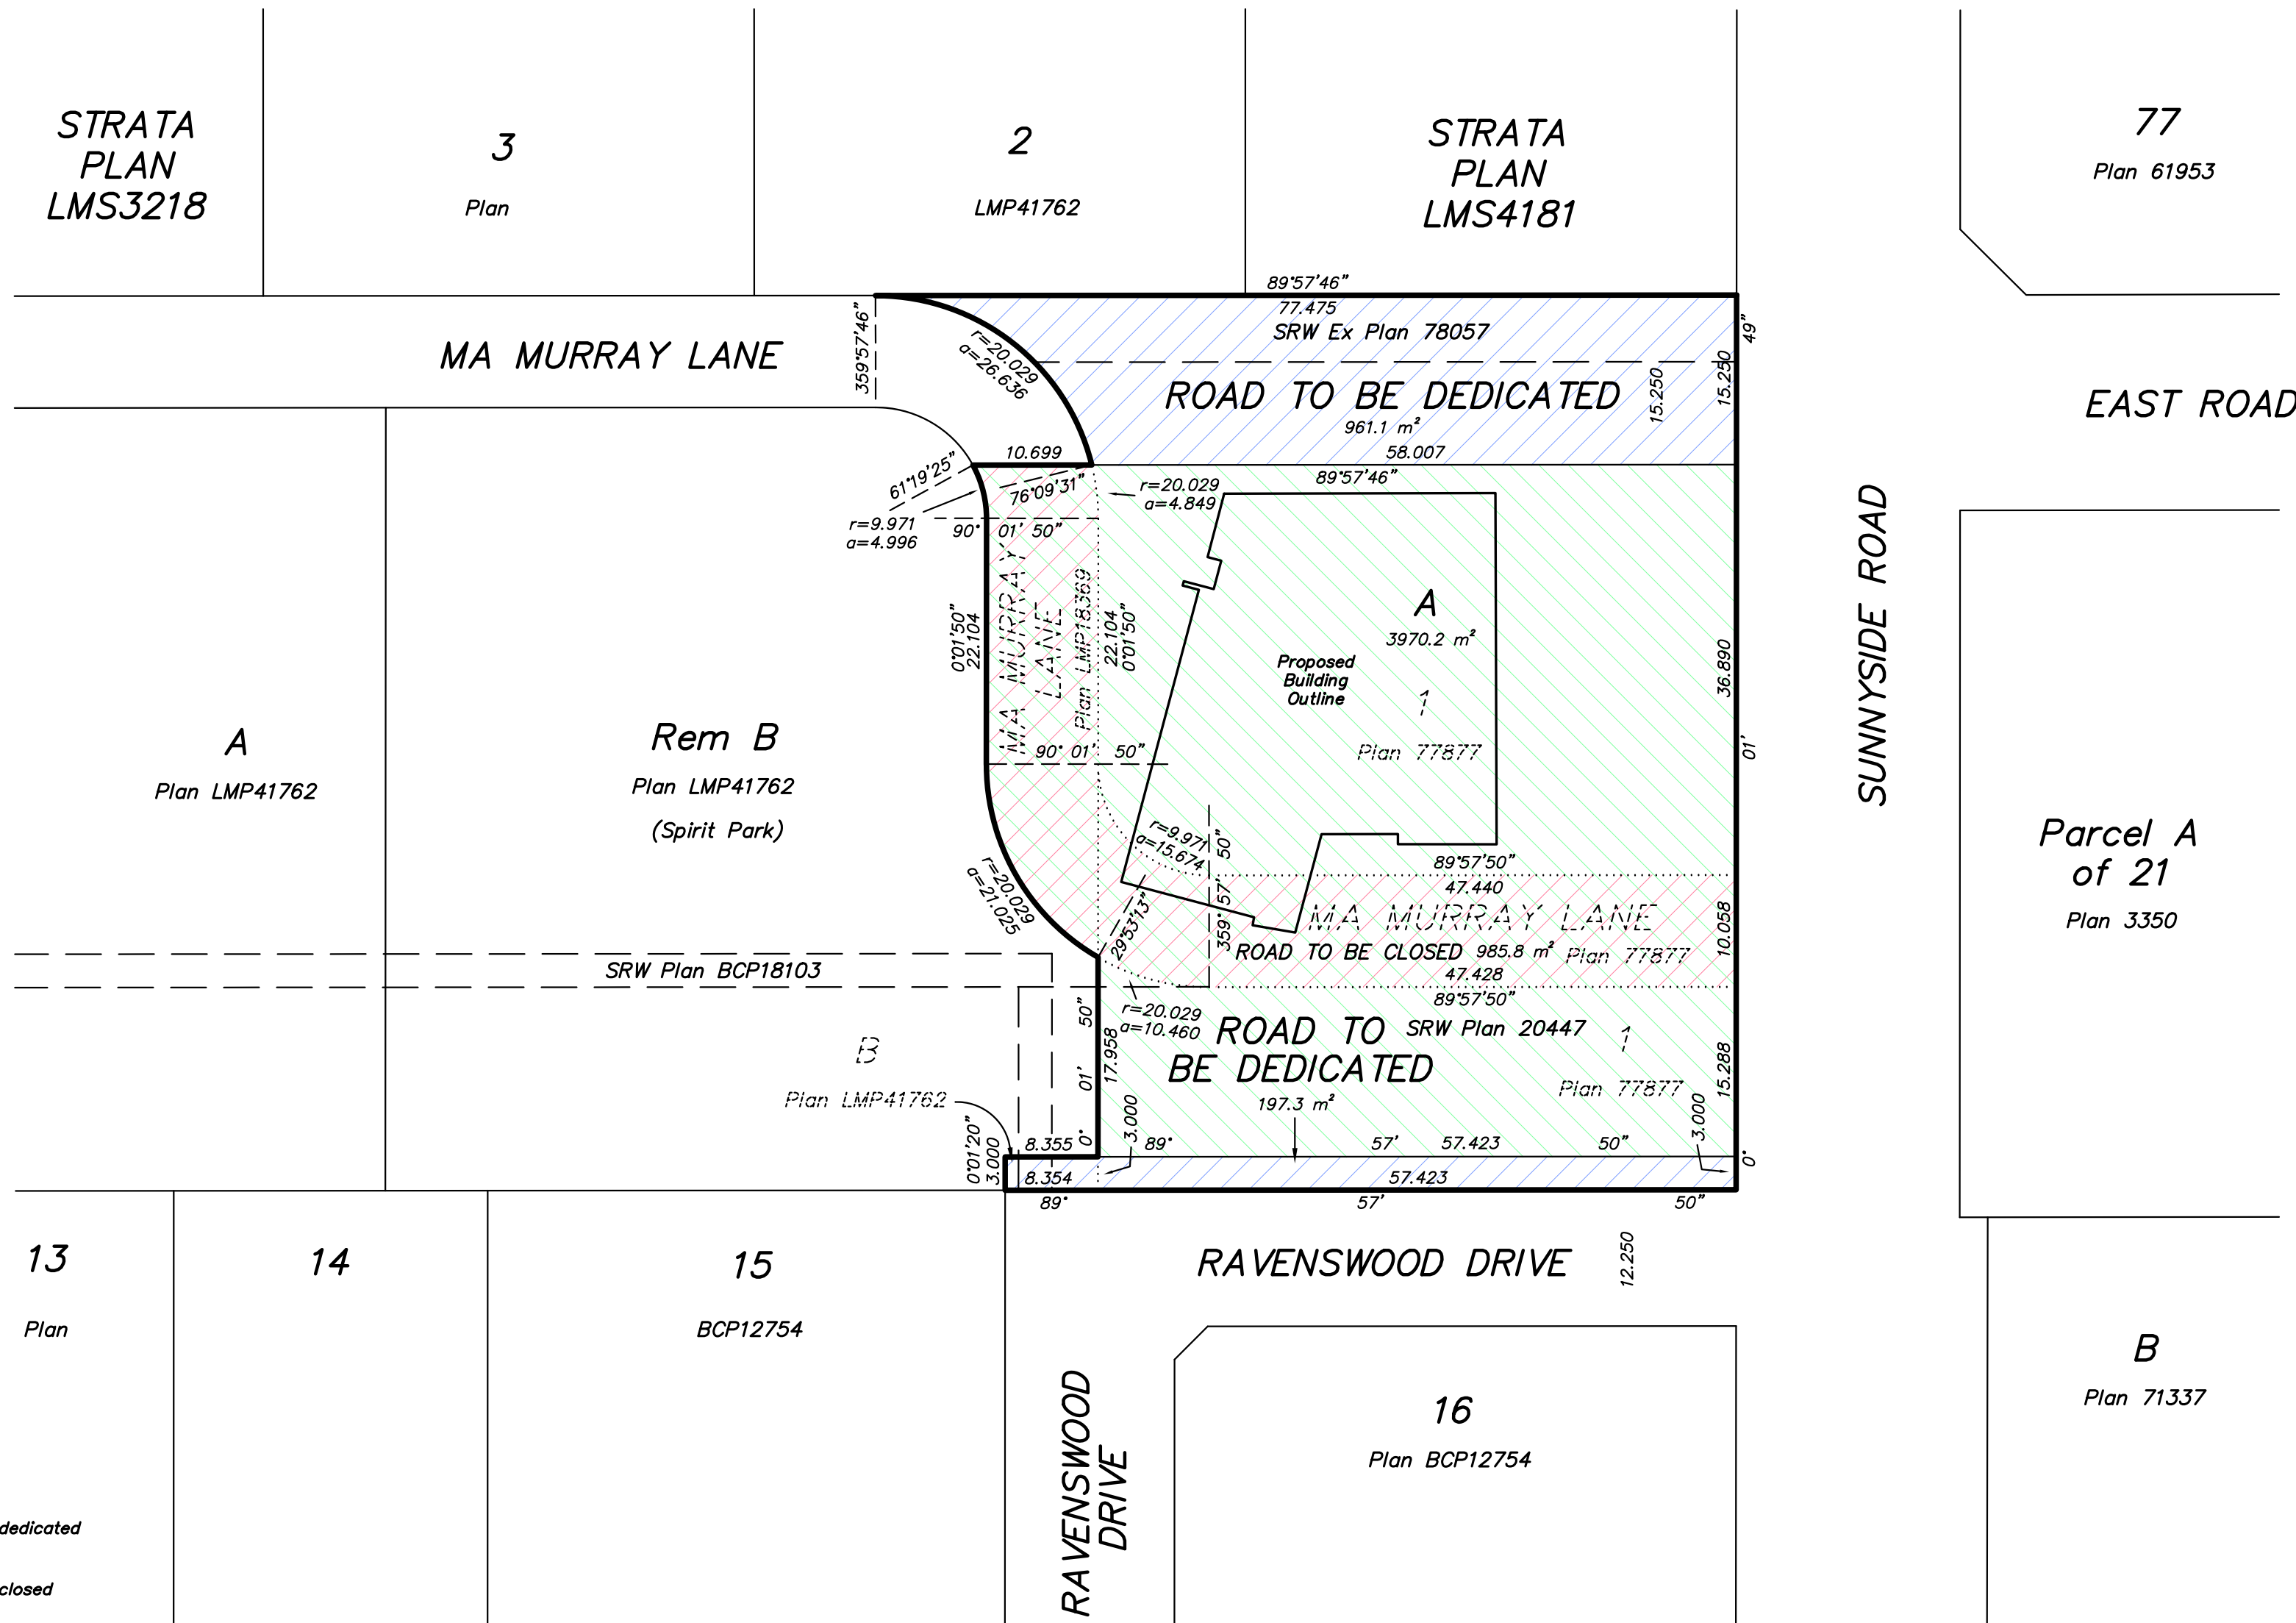 STRATA
PLAN
LMS3218
3
Plan
2
LMP41762
STRATA
PLAN
LMS4181
77
Plan 61953
89°57'46"
77.475
SRW Ex Plan 78057
49"
MA MURRAY LANE
359°57'46"
r=20.029
a=26.636
ROAD TO BE DEDICATED
961.1 m²
15.250
15.250
EAST ROAD
10.699
58.007
89°57'46"
61°19'25"
76°09'31"
r=20.029
a=4.849
r=9.971
a=4.996
90° 01' 50"
MA MURRAY
LANE
Plan LMP18369
0°01'50"
22.104
22.104
0°01'50"
A
3970.2 m²
Proposed
Building
Outline
1
Plan 77877
36.890
SUNNYSIDE ROAD
01'
A
Plan LMP41762
Rem B
Plan LMP41762
(Spirit Park)
90° 01' 50"
r=9.971
a=15.674
359° 57' 50"
89°57'50"
47.440
MA MURRAY LANE
ROAD TO BE CLOSED 985.8 m² Plan 77877
47.428
89°57'50"
10.058
r=20.029
a=21.025
29°53'13"
Parcel A
of 21
Plan 3350
SRW Plan BCP18103
r=20.029
a=10.460
ROAD TO
BE DEDICATED
197.3 m²
SRW Plan 20447
1
Plan 77877
15.288
B
Plan LMP41762
0° 01' 50"
17.958
3.000
3.000
0°01'20"
3.000
8.355
89° 57' 57.423 50"
0°
8.354
57.423
89° 57' 50"
13
Plan
14
15
BCP12754
RAVENSWOOD DRIVE
12.250
RAVENSWOOD
DRIVE
16
Plan BCP12754
B
Plan 71337
dedicated
closed